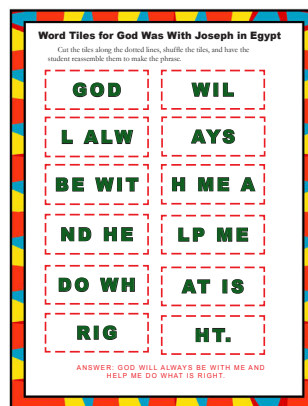 Word Tiles for God Was With Joseph in Egypt
Cut the tiles along the dotted lines, shuffle the tiles, and have the
student reassemble them to make the phrase.
GOD WIL
L ALW AYS
BE WIT H ME A
ND HE LP ME
DO WH AT IS
RIG HT.
ANSWER: GOD WILL ALWAYS BE WITH ME AND
HELP ME DO WHAT IS RIGHT.